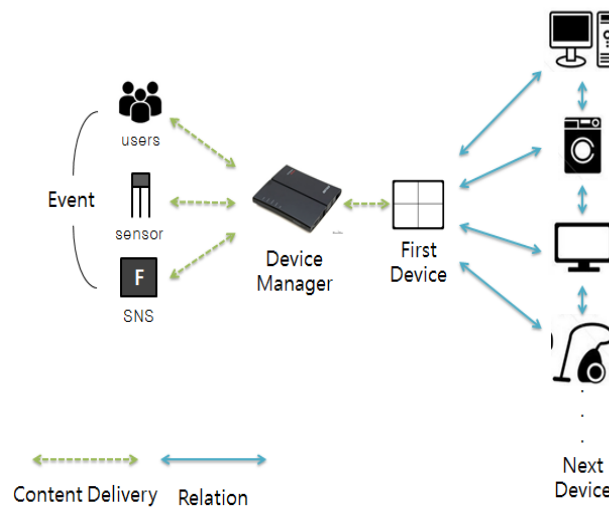 users
Event
sensor
F
SNS
Device
Manager
First
Device
Next
Device
Content Delivery
Relation